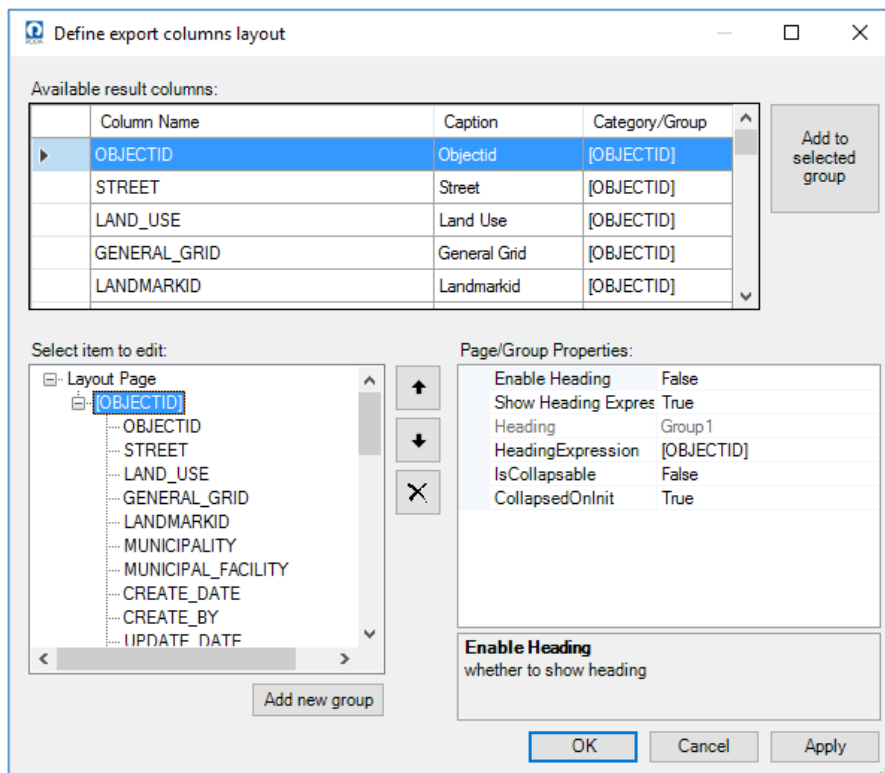 Define export columns layout
Available result columns:
Column Name Caption Category/Group
OBJECTID Objectid [OBJECTID]
STREET Street [OBJECTID]
LAND_USE Land Use [OBJECTID]
GENERAL_GRID General Grid [OBJECTID]
LANDMARKID Landmarkid [OBJECTID]
Add to
selected
group
Select item to edit:
Layout Page
[OBJECTID]
OBJECTID
STREET
LAND_USE
GENERAL_GRID
LANDMARKID
MUNICIPALITY
MUNICIPAL_FACILITY
CREATE_DATE
CREATE_BY
UPDATE_DATE
Add new group
Page/Group Properties:
Enable Heading False
Show Heading Expres True
Heading Group1
HeadingExpression [OBJECTID]
IsCollapsable False
CollapsedOnInit True
Enable Heading
whether to show heading
OK Cancel Apply